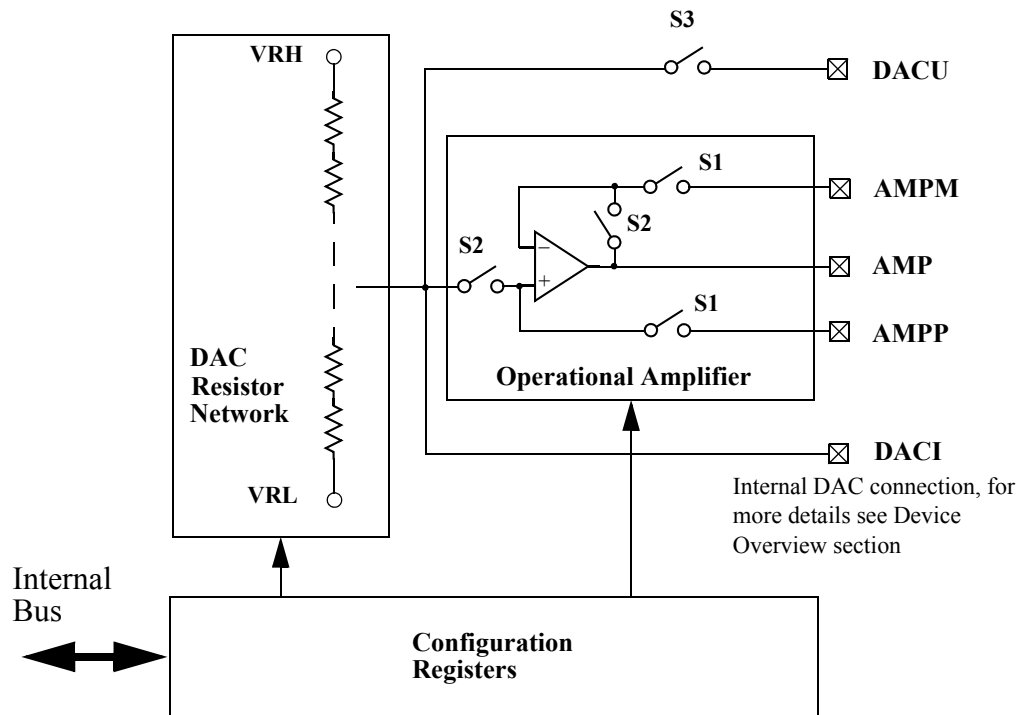 S3
VRH
DACU
S1
AMPM
S2
S2
−
+
AMP
S1
AMPP
DAC
Resistor
Network
Operational Amplifier
VRL
DACI
Internal DAC connection, for
more details see Device
Overview section
Internal
Bus
Configuration
Registers